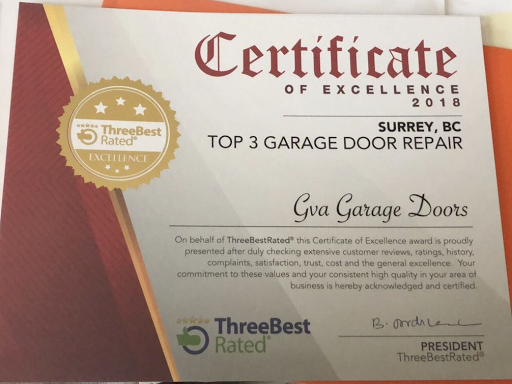 Certificate
OF EXCELLENCE
2018
SURREY, BC
TOP 3 GARAGE DOOR REPAIR
ThreeBest
Rated®
EXCELLENCE
Gva Garage Doors
On behalf of ThreeBestRated® this Certificate of Excellence award is proudly
presented after duly checking extensive customer reviews, ratings, history,
complaints, satisfaction, trust, cost and the general excellence. Your
commitment to these values and your consistent high quality in your area of
business is hereby acknowledged and certified.
ThreeBest
Rated®
PRESIDENT
ThreeBestRated®